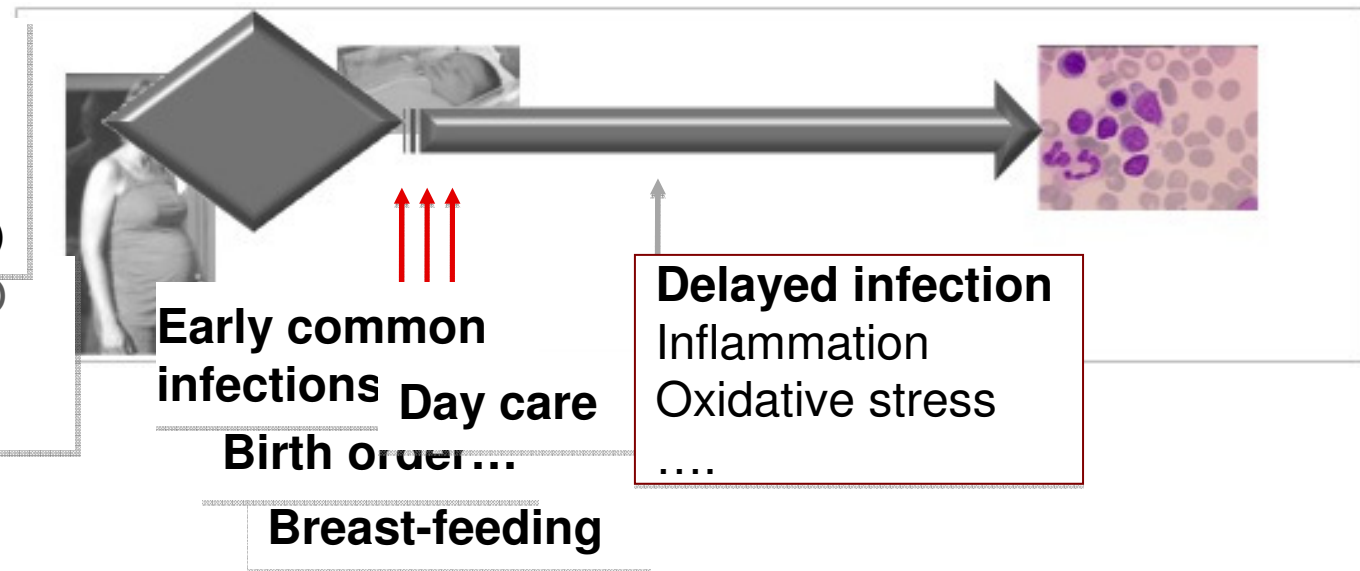 Early common
infections
Day care
Birth order...
Breast-feeding
Delayed infection
Inflammation
Oxidative stress
....
)
)